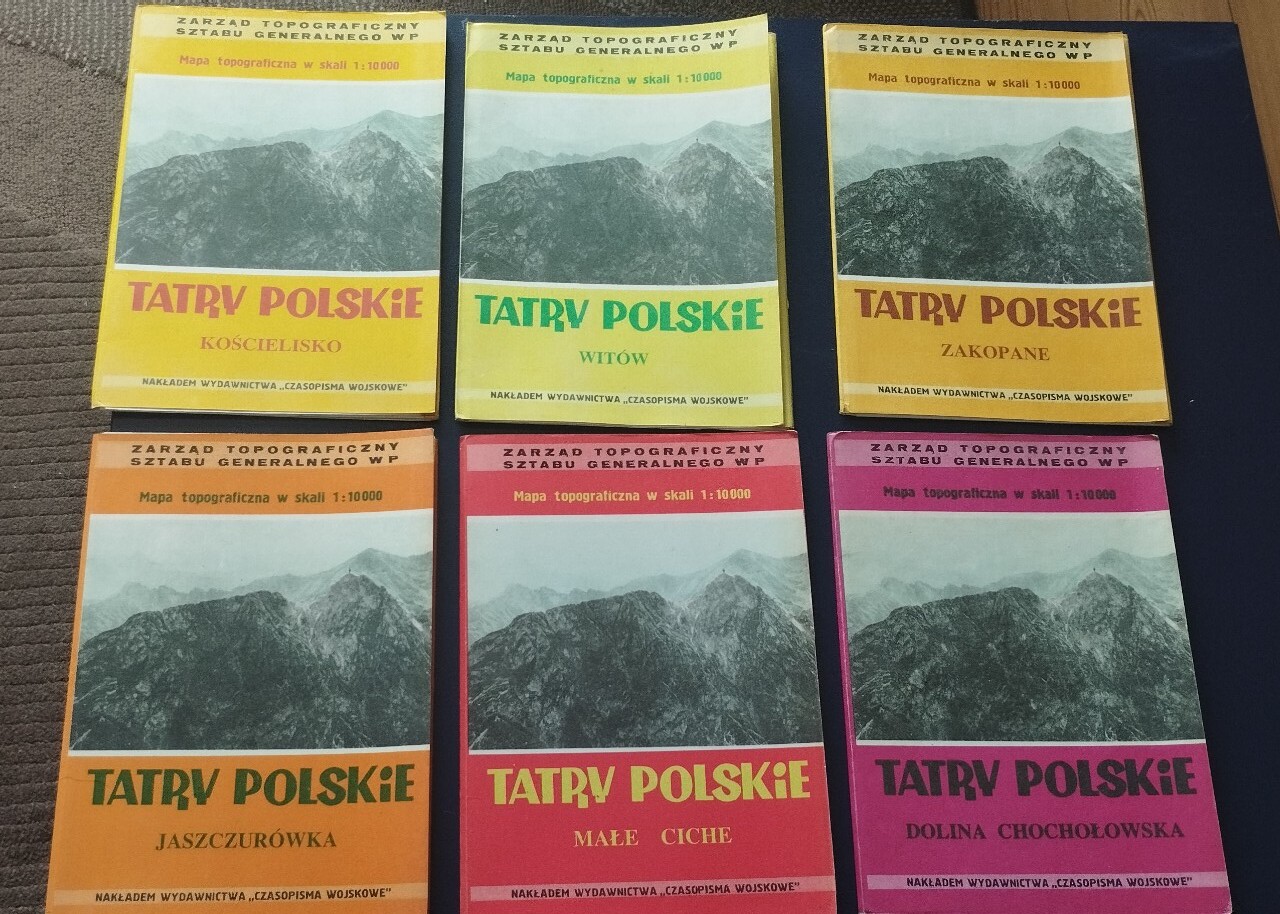 ZARZĄD TOPOGRAFICZNY
SZTABU GENERALNEGO WP
Mapa topograficzna w skali 1:10000
TATRY POLSKiE
KOŚCIELISKO
NAKŁADEM WYDAWNICTWA „CZASOPISMA WOJSKOWE"
ZARZĄD TOPOGRAFICZNY
SZTABU GENERALNEGO WP
Mapa topograficzna w skali 1:10000
TATRY POLSKiE
WITÓW
NAKŁADEM WYDAWNICTWA „CZASOPISMA WOJSKOWE"
ZARZĄD TOPOGRAFICZNY
SZTABU GENERALNEGO WP
Mapa topograficzna w skali 1:10000
TATRY POLSKiE
ZAKOPANE
NAKŁADEM WYDAWNICTWA „CZASOPISMA WOJSKOWE"
ZARZĄD TOPOGRAFICZNY
SZTABU GENERALNEGO WP
Mapa topograficzna w skali 1:10000
TATRY POLSKiE
JASZCZURÓWKA
NAKŁADEM WYDAWNICTWA „CZASOPISMA WOJSKOWE"
ZARZĄD TOPOGRAFICZNY
SZTABU GENERALNEGO WP
Mapa topograficzna w skali 1:10000
TATRY POLSKiE
MAŁE CICHE
NAKŁADEM WYDAWNICTWA „CZASOPISMA WOJSKOWE"
ZARZĄD TOPOGRAFICZNY
SZTABU GENERALNEGO WP
Mapa topograficzna w skali 1:10000
TATRY POLSKiE
DOLINA CHOCHOŁOWSKA
NAKŁADEM WYDAWNICTWA „CZASOPISMA WOJSKOWE"